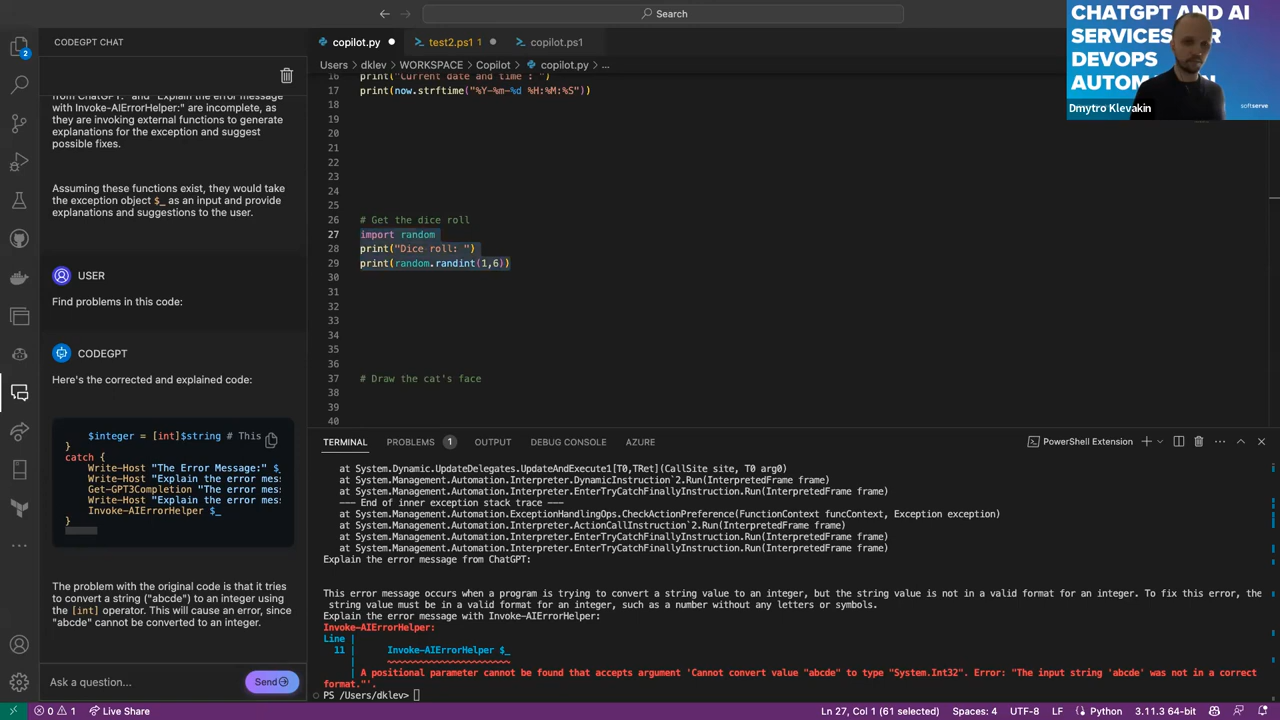 Search
CHATGPT AND AI
SERVICES
DEVOPS
Dmytro Klevakin
softserve
CODEGPT CHAT
copilot.py
test2.ps1 1
copilot.ps1
Users > dklev > WORKSPACE > Copilot > copilot.py > ...
2
from ChatGPT:" and "Explain the error message
with Invoke-AIErrorHelper:" are incomplete, as
they are invoking external functions to generate
explanations for the exception and suggest
possible fixes.
Assuming these functions exist, they would take
the exception object $_ as an input and provide
explanations and suggestions to the user.
USER
Find problems in this code:
CODEGPT
Here's the corrected and explained code:
$integer = [int]$string # This
}
catch {
Write-Host "The Error Message:" $_
Write-Host "Explain the error mes
Get-GPT3Completion "The error mes
Write-Host "Explain the error mes
Invoke-AIErrorHelper $_
}
The problem with the original code is that it tries
to convert a string ("abcde") to an integer using
the [int] operator. This will cause an error, since
"abcde" cannot be converted to an integer.
Ask a question...
Send
16 print("Current date and time : ")
17 print(now.strftime("%Y-%m-%d %H:%M:%S"))
18
19
20
21
22
23
24
25
26 # Get the dice roll
27 import random
28 print("Dice roll: ")
29 print(random.randint(1,6))
30
31
32
33
34
35
36
37 # Draw the cat's face
38
39
40
TERMINAL PROBLEMS 1 OUTPUT DEBUG CONSOLE AZURE
PowerShell Extension
at System.Dynamic.UpdateDelegates.UpdateAndExecute1[T0,TRet](CallSite site, T0 arg0)
at System.Management.Automation.Interpreter.DynamicInstruction`2.Run(InterpretedFrame frame)
at System.Management.Automation.Interpreter.EnterTryCatchFinallyInstruction.Run(InterpretedFrame frame)
--- End of inner exception stack trace ---
at System.Management.Automation.ExceptionHandlingOps.CheckActionPreference(FunctionContext funcContext, Exception exception)
at System.Management.Automation.Interpreter.ActionCallInstruction`2.Run(InterpretedFrame frame)
at System.Management.Automation.Interpreter.EnterTryCatchFinallyInstruction.Run(InterpretedFrame frame)
at System.Management.Automation.Interpreter.EnterTryCatchFinallyInstruction.Run(InterpretedFrame frame)
Explain the error message from ChatGPT:
This error message occurs when a program is trying to convert a string value to an integer, but the string value is not in a valid format for an integer. To fix this error, the
string value must be in a valid format for an integer, such as a number without any letters or symbols.
Explain the error message with Invoke-AIErrorHelper:
Invoke-AIErrorHelper:
Line |
11 | Invoke-AIErrorHelper $_
| ~~~~~~~~~~~~~~~~~~~~~~~
| A positional parameter cannot be found that accepts argument 'Cannot convert value "abcde" to type "System.Int32". Error: "The input string 'abcde' was not in a correct
format."'.
PS /Users/dklev>
0 1 Live Share
Ln 27, Col 1 (61 selected) Spaces: 4 UTF-8 LF Python 3.11.3 64-bit